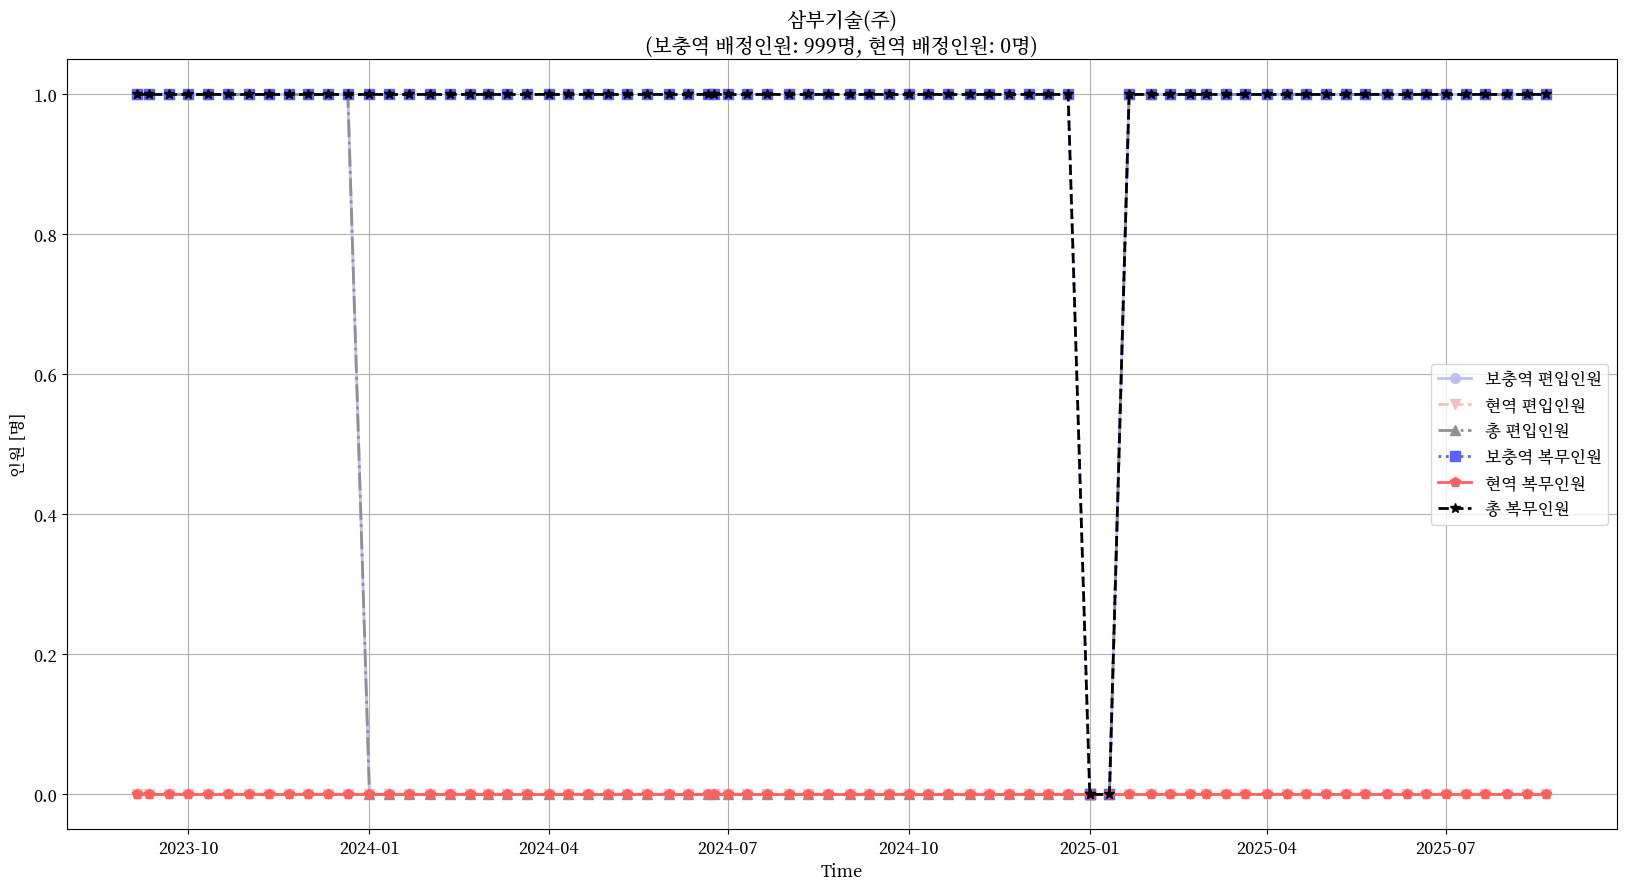 삼부기술(주)
(보충역 배정인원: 999명, 현역 배정인원: 0명)
1.0
0.8
0.6
0.4
0.2
0.0
인원 [명]
보충역 편입인원
현역 편입인원
총 편입인원
보충역 복무인원
현역 복무인원
총 복무인원
2023-10
2024-01
2024-04
2024-07
2024-10
2025-01
2025-04
2025-07
Time